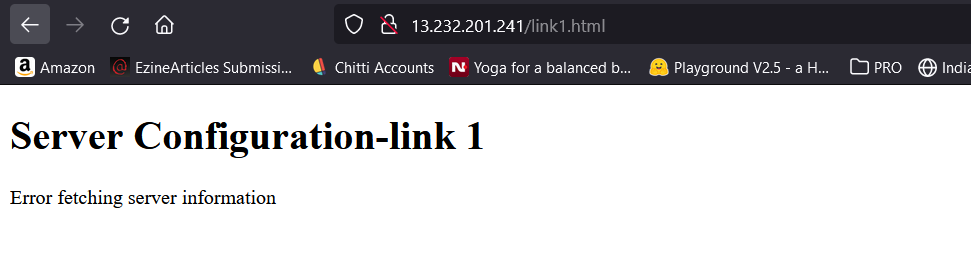 13.232.201.241/link1.html
Amazon EzineArticles Submissi... Chitti Accounts Yoga for a balanced b... Playground V2.5 - a H... PRO India
Server Configuration-link 1
Error fetching server information